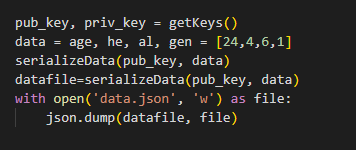 pub_key, priv_key = getKeys()
data = age, he, al, gen = [24,4,6,1]
serializeData(pub_key, data)
datafile=serializeData(pub_key, data)
with open('data.json', 'w') as file:
    json.dump(datafile, file)